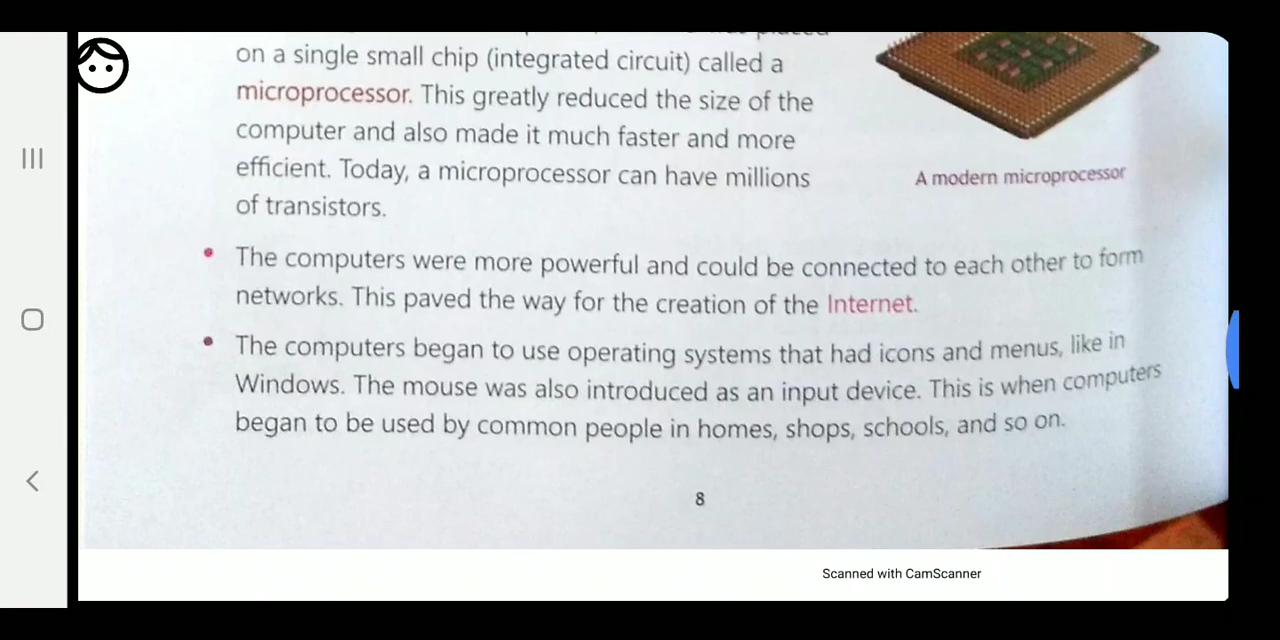 on a single small chip (integrated circuit) called a
microprocessor. This greatly reduced the size of the
computer and also made it much faster and more
efficient. Today, a microprocessor can have millions
of transistors.
A modern microprocessor
• The computers were more powerful and could be connected to each other to form
networks. This paved the way for the creation of the Internet.
• The computers began to use operating systems that had icons and menus, like in
Windows. The mouse was also introduced as an input device. This is when computers
began to be used by common people in homes, shops, schools, and so on.
8
Scanned with CamScanner